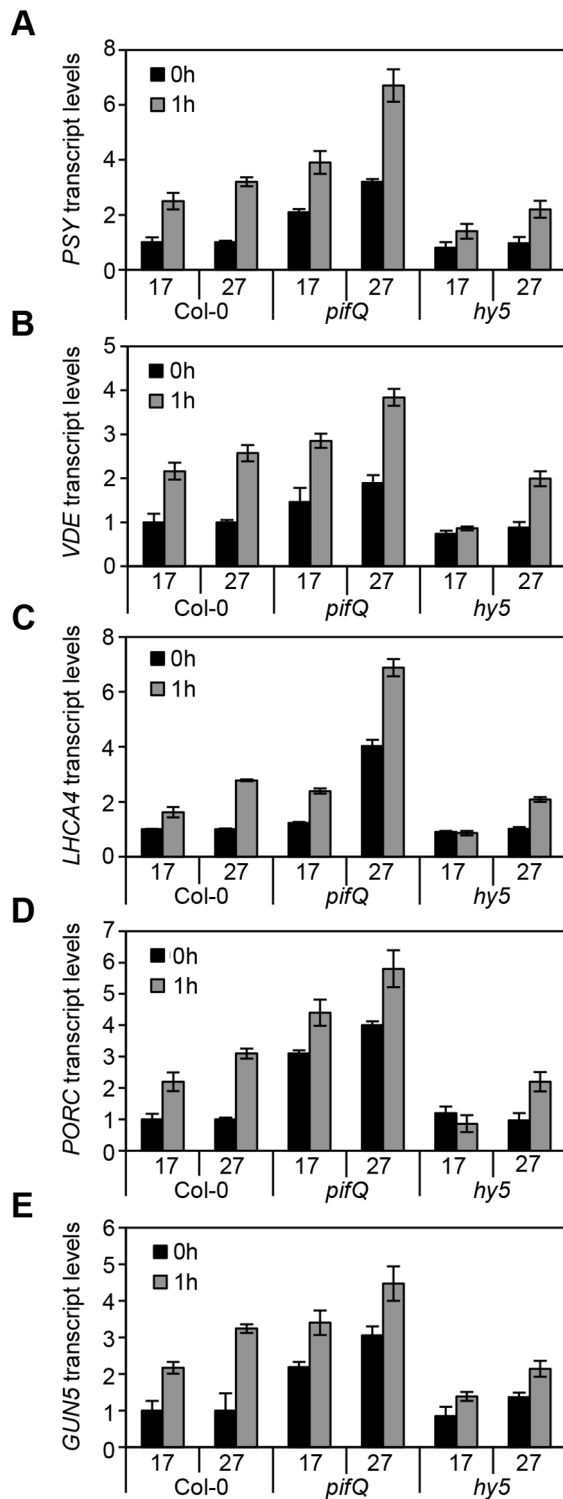 A
PSY transcript levels
8
6
4
2
0
0h
1h
17 27 17 27 17 27
Col-0 pifQ hy5
B
VDE transcript levels
5
4
3
2
1
0
0h
1h
17 27 17 27 17 27
Col-0 pifQ hy5
C
LHCA4 transcript levels
8
6
4
2
0
0h
1h
17 27 17 27 17 27
Col-0 pifQ hy5
D
PORC transcript levels
7
6
5
4
3
2
1
0
0h
1h
17 27 17 27 17 27
Col-0 pifQ hy5
E
GUN5 transcript levels
6
5
4
3
2
1
0
0h
1h
17 27 17 27 17 27
Col-0 pifQ hy5